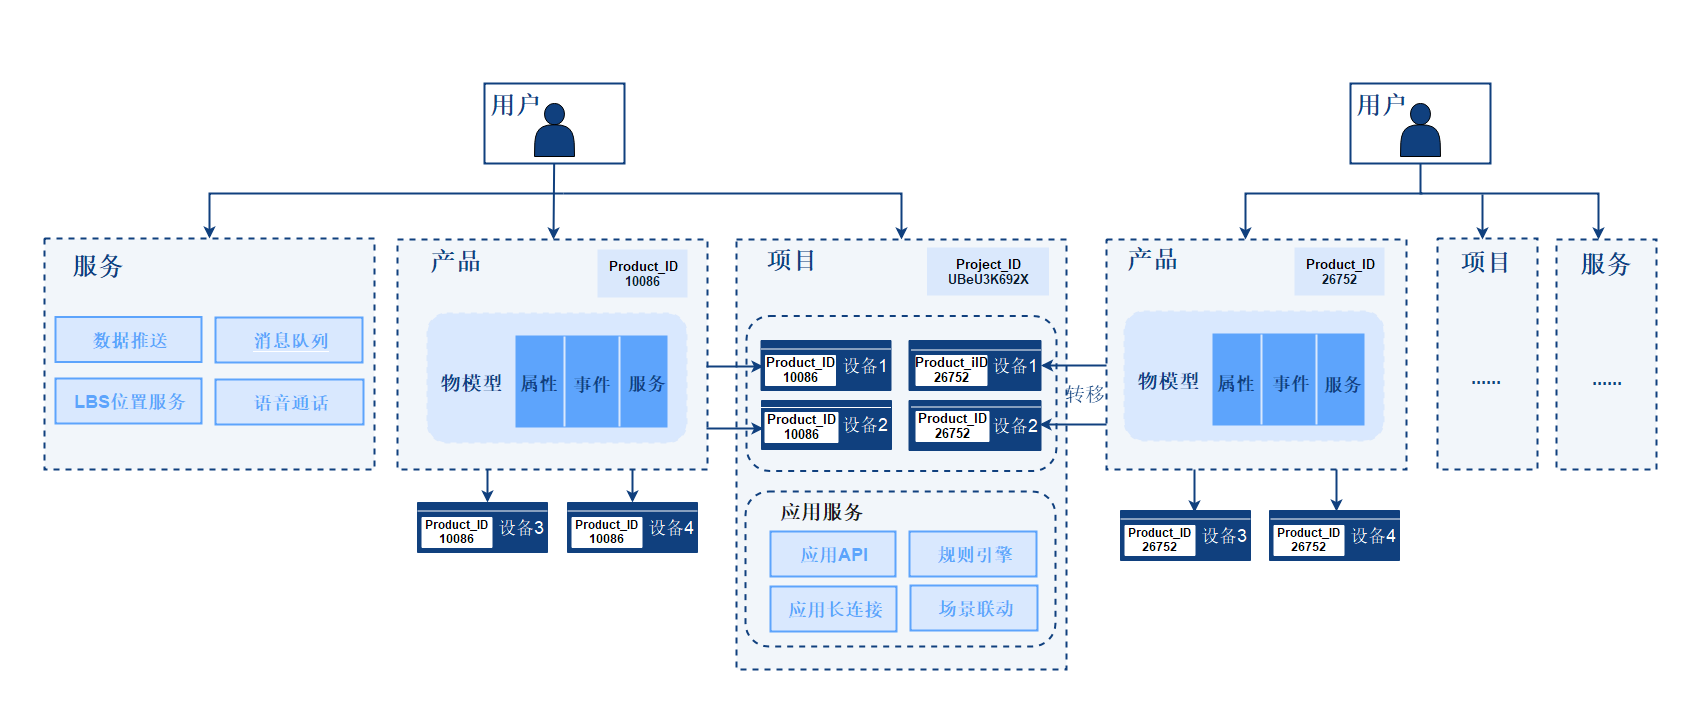 用户
用户
服务
数据推送
消息队列
LBS位置服务
语音通话
产品
Product_ID
10086
物模型
属性
事件
服务
Product_ID
10086
设备3
Product_ID
10086
设备4
项目
Project_ID
UBeU3K692X
Product_ID
10086
设备1
Product_iID
26752
设备1
Product_ID
10086
设备2
Product_ID
26752
设备2
转移
应用服务
应用API
规则引擎
应用长连接
场景联动
产品
Product_ID
26752
物模型
属性
事件
服务
Product_ID
26752
设备3
Product_ID
26752
设备4
项目
······
服务
······